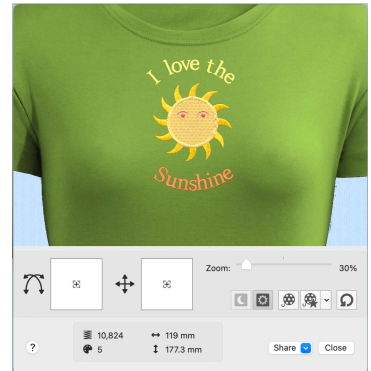 I love the
Sunshine
Zoom:
30%
10,824
119 mm
?
5
177.3 mm
Share
Close